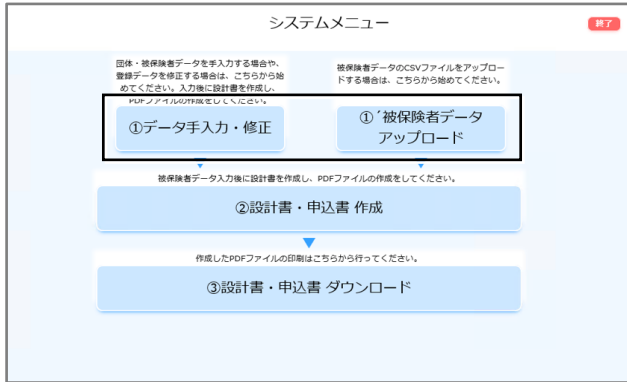 システムメニュー
終了
団体・被保険者データを手入力する場合や、
登録データを修正する場合は、こちらから始
めてください。入力後に設計書を作成し、
PDFファイルの作成をしてください。
被保険者データのCSVファイルをアップロー
ドする場合は、こちらから始めてください。
①データ手入力・修正
①´被保険者データ
アップロード
被保険者データ入力後に設計書を作成し、PDFファイルの作成をしてください。
②設計書・申込書 作成
作成したPDFファイルの印刷はこちらから行ってください。
③設計書・申込書 ダウンロード